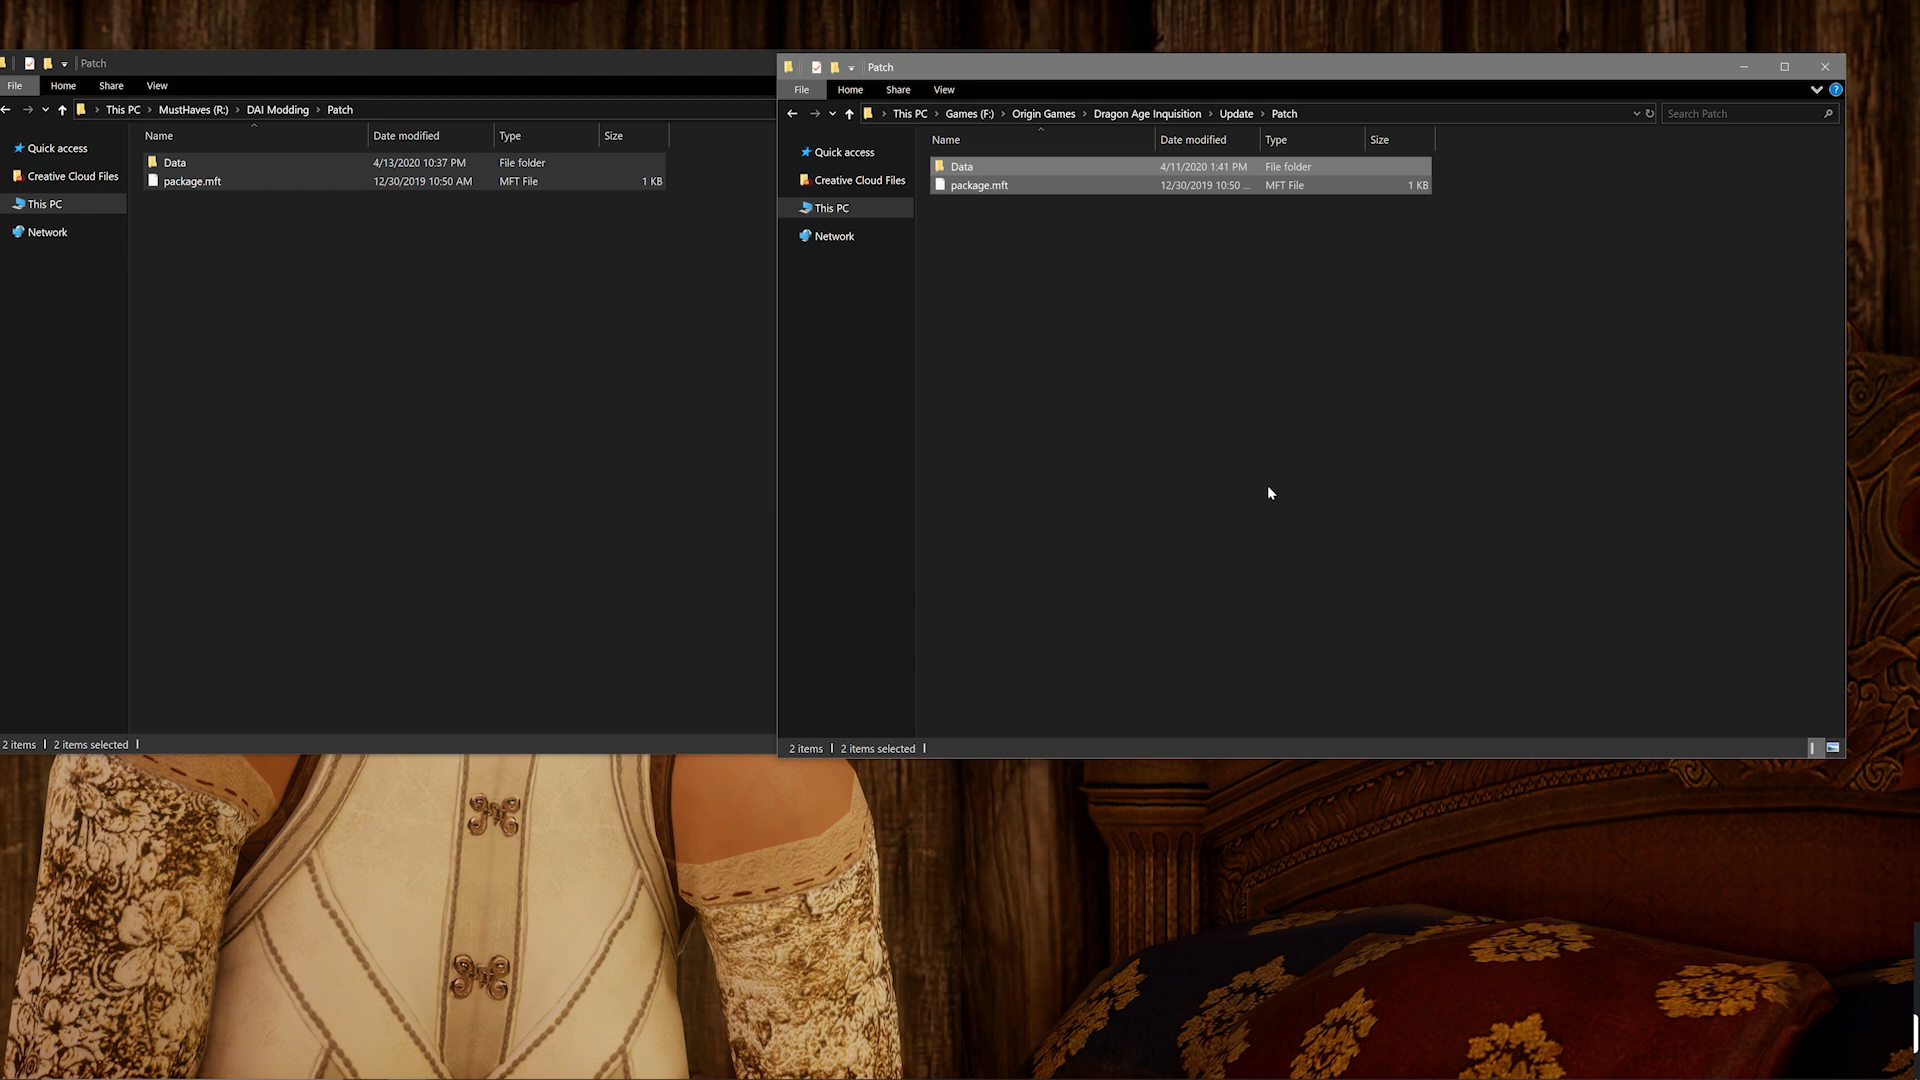 Patch
File Home Share View
This PC > MustHaves (R:) > DAI Modding > Patch
Name Date modified Type Size
Quick access
Creative Cloud Files
This PC
Network
Data 4/13/2020 10:37 PM File folder
package.mft 12/30/2019 10:50 AM MFT File 1 KB
2 items 2 items selected
Patch
File Home Share View
This PC > Games (F:) > Origin Games > Dragon Age Inquisition > Update > Patch
Search Patch
Name Date modified Type Size
Quick access
Creative Cloud Files
This PC
Network
Data 4/11/2020 1:41 PM File folder
package.mft 12/30/2019 10:50 ... MFT File 1 KB
2 items 2 items selected